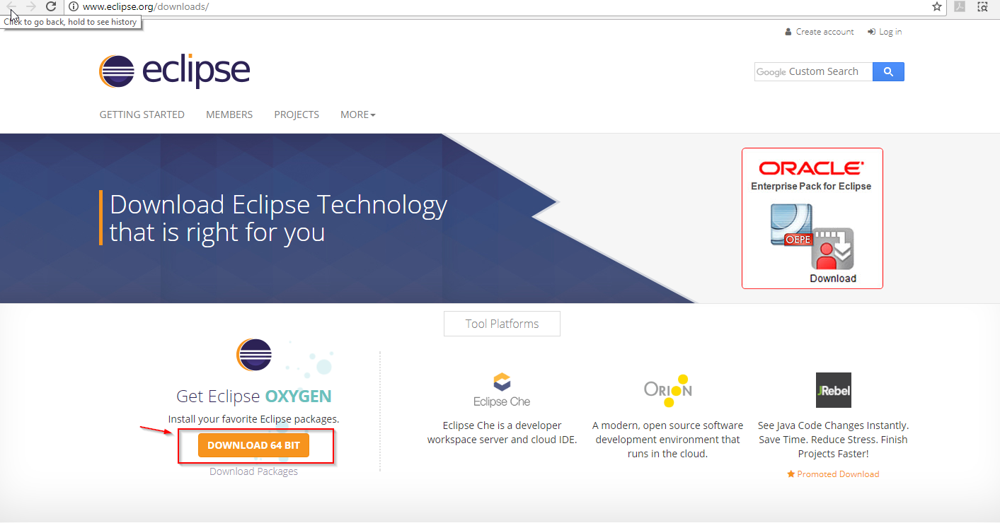 www.eclipse.org/downloads/
Click to go back, hold to see history
Create account Log in
eclipse
Google Custom Search
GETTING STARTED MEMBERS PROJECTS MORE
ORACLE
Enterprise Pack for Eclipse
OEPE
Download
Download Eclipse Technology
that is right for you
Tool Platforms
Get Eclipse OXYGEN
Install your favorite Eclipse packages.
DOWNLOAD 64 BIT
Download Packages
Eclipse Che
Eclipse Che is a developer
workspace server and cloud IDE.
ORION
A modern, open source software
development environment that
runs in the cloud.
JRebel
See Java Code Changes Instantly.
Save Time. Reduce Stress. Finish
Projects Faster!
Promoted Download